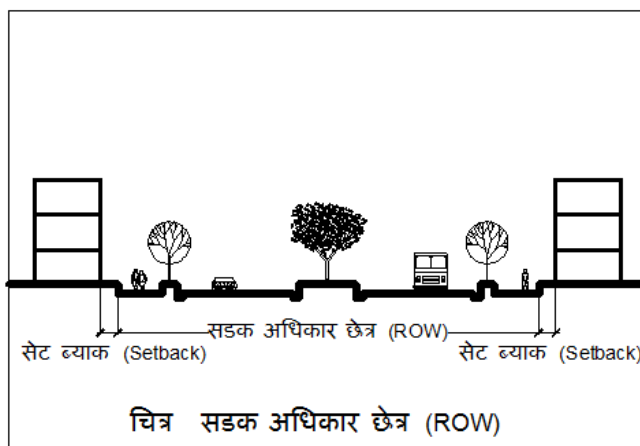 सडक अधिकार छेत्र (ROW)
सेट ब्याक (Setback)
सेट ब्याक (Setback)
चित्र सडक अधिकार छेत्र (ROW)